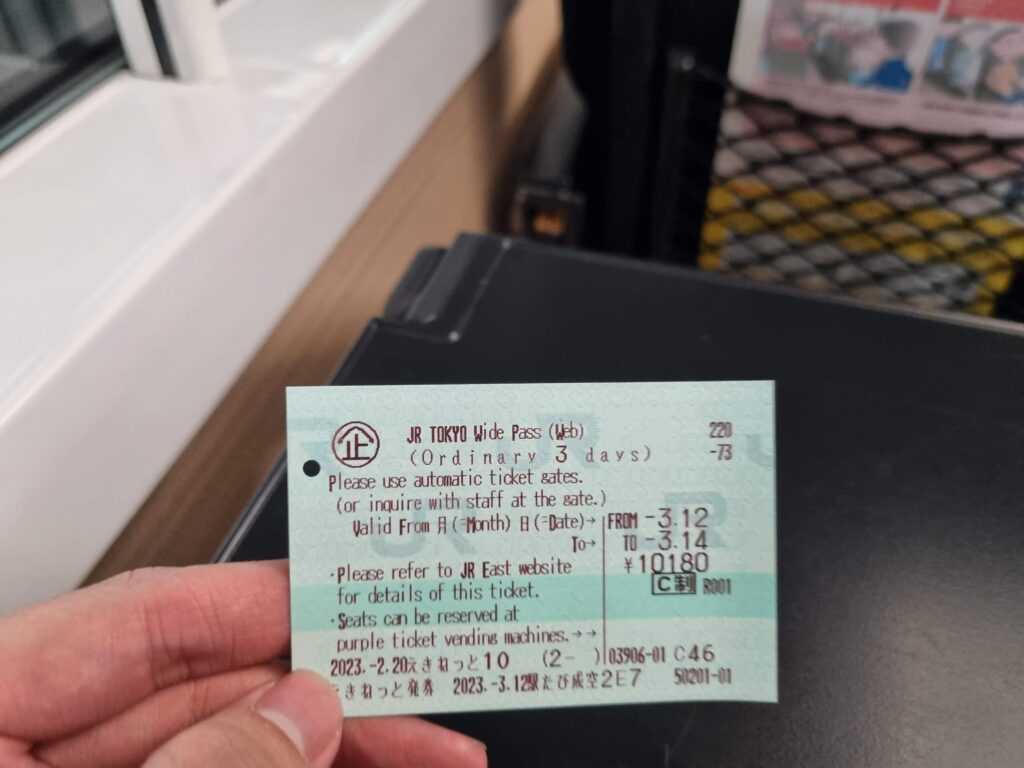 企 JR TOKYO Wide Pass (Web) 220
(Ordinary 3 days) -73
Please use automatic ticket gates.
(or inquire with staff at the gate.)
Valid From 月(=Month) 日(=Date)→ FROM -3.12
To→ TO -3.14
¥10180
・Please refer to JR East website C制 R001
for details of this ticket.
・Seats can be reserved at
purple ticket vending machines.→→
2023.-2.20えきねっと10 (2- ) 03906-01 C46
えきねっと発券 2023.-3.12駅たび成空2E7 50201-01